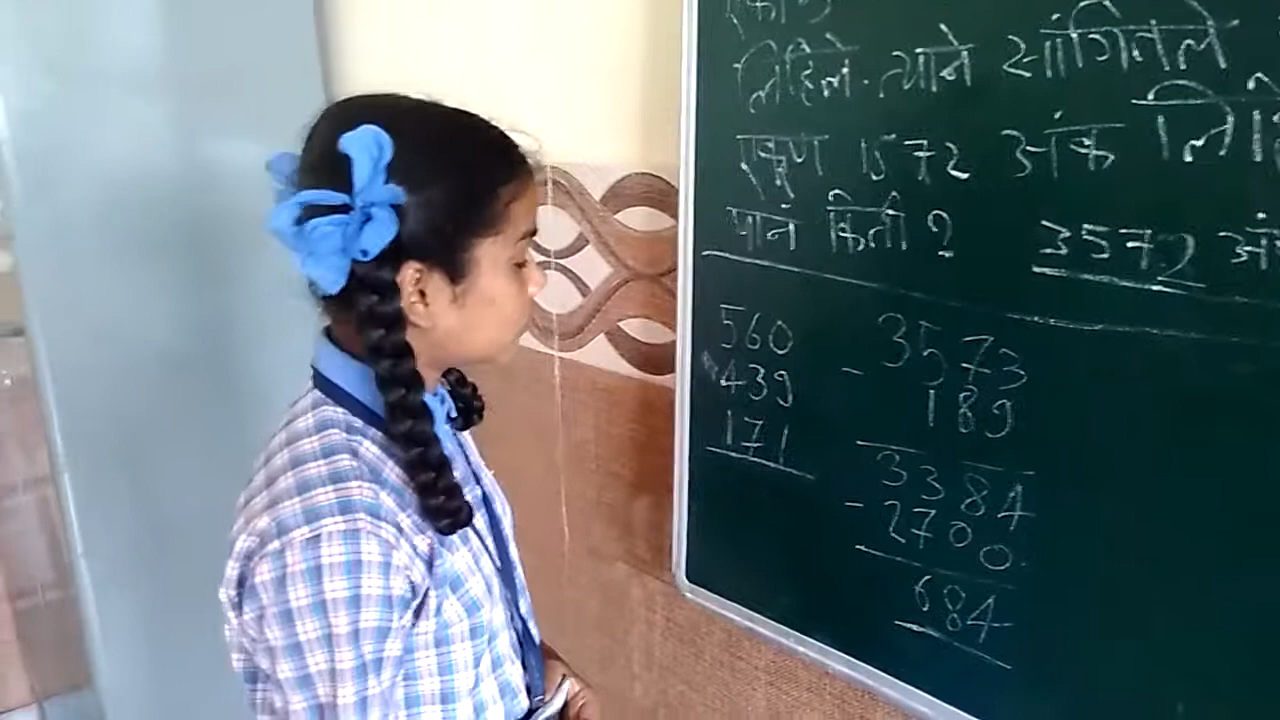 लिहिले. त्याने सांगितले
एकूण 1572 अंक
पानं किती ? 3572
560
439
171
- 3573
189
3384
- 2700
684